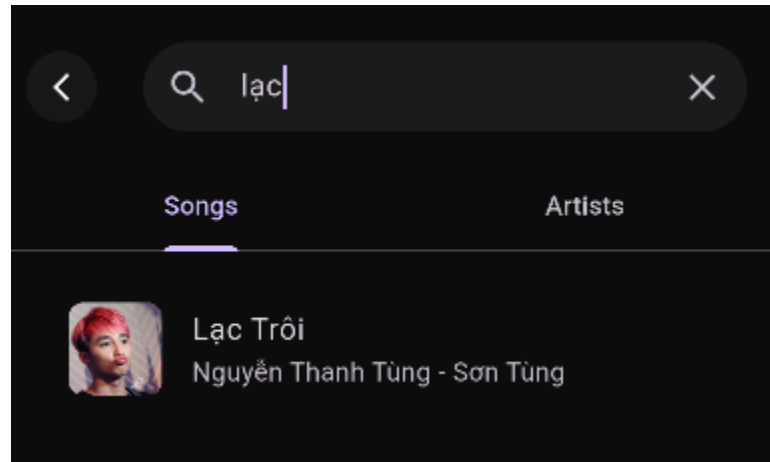 lạc
Songs
Artists
Lạc Trôi
Nguyễn Thanh Tùng - Sơn Tùng